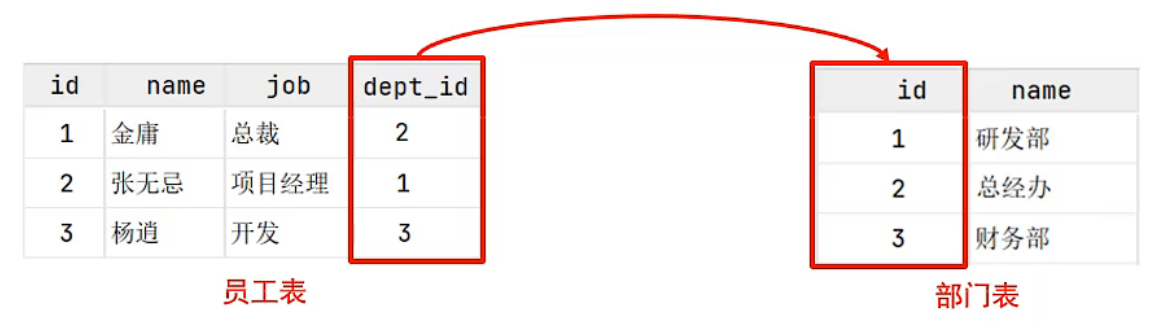 id name job dept_id
1 金庸 总裁 2
2 张无忌 项目经理 1
3 杨逍 开发 3
员工表
id name
1 研发部
2 总经办
3 财务部
部门表